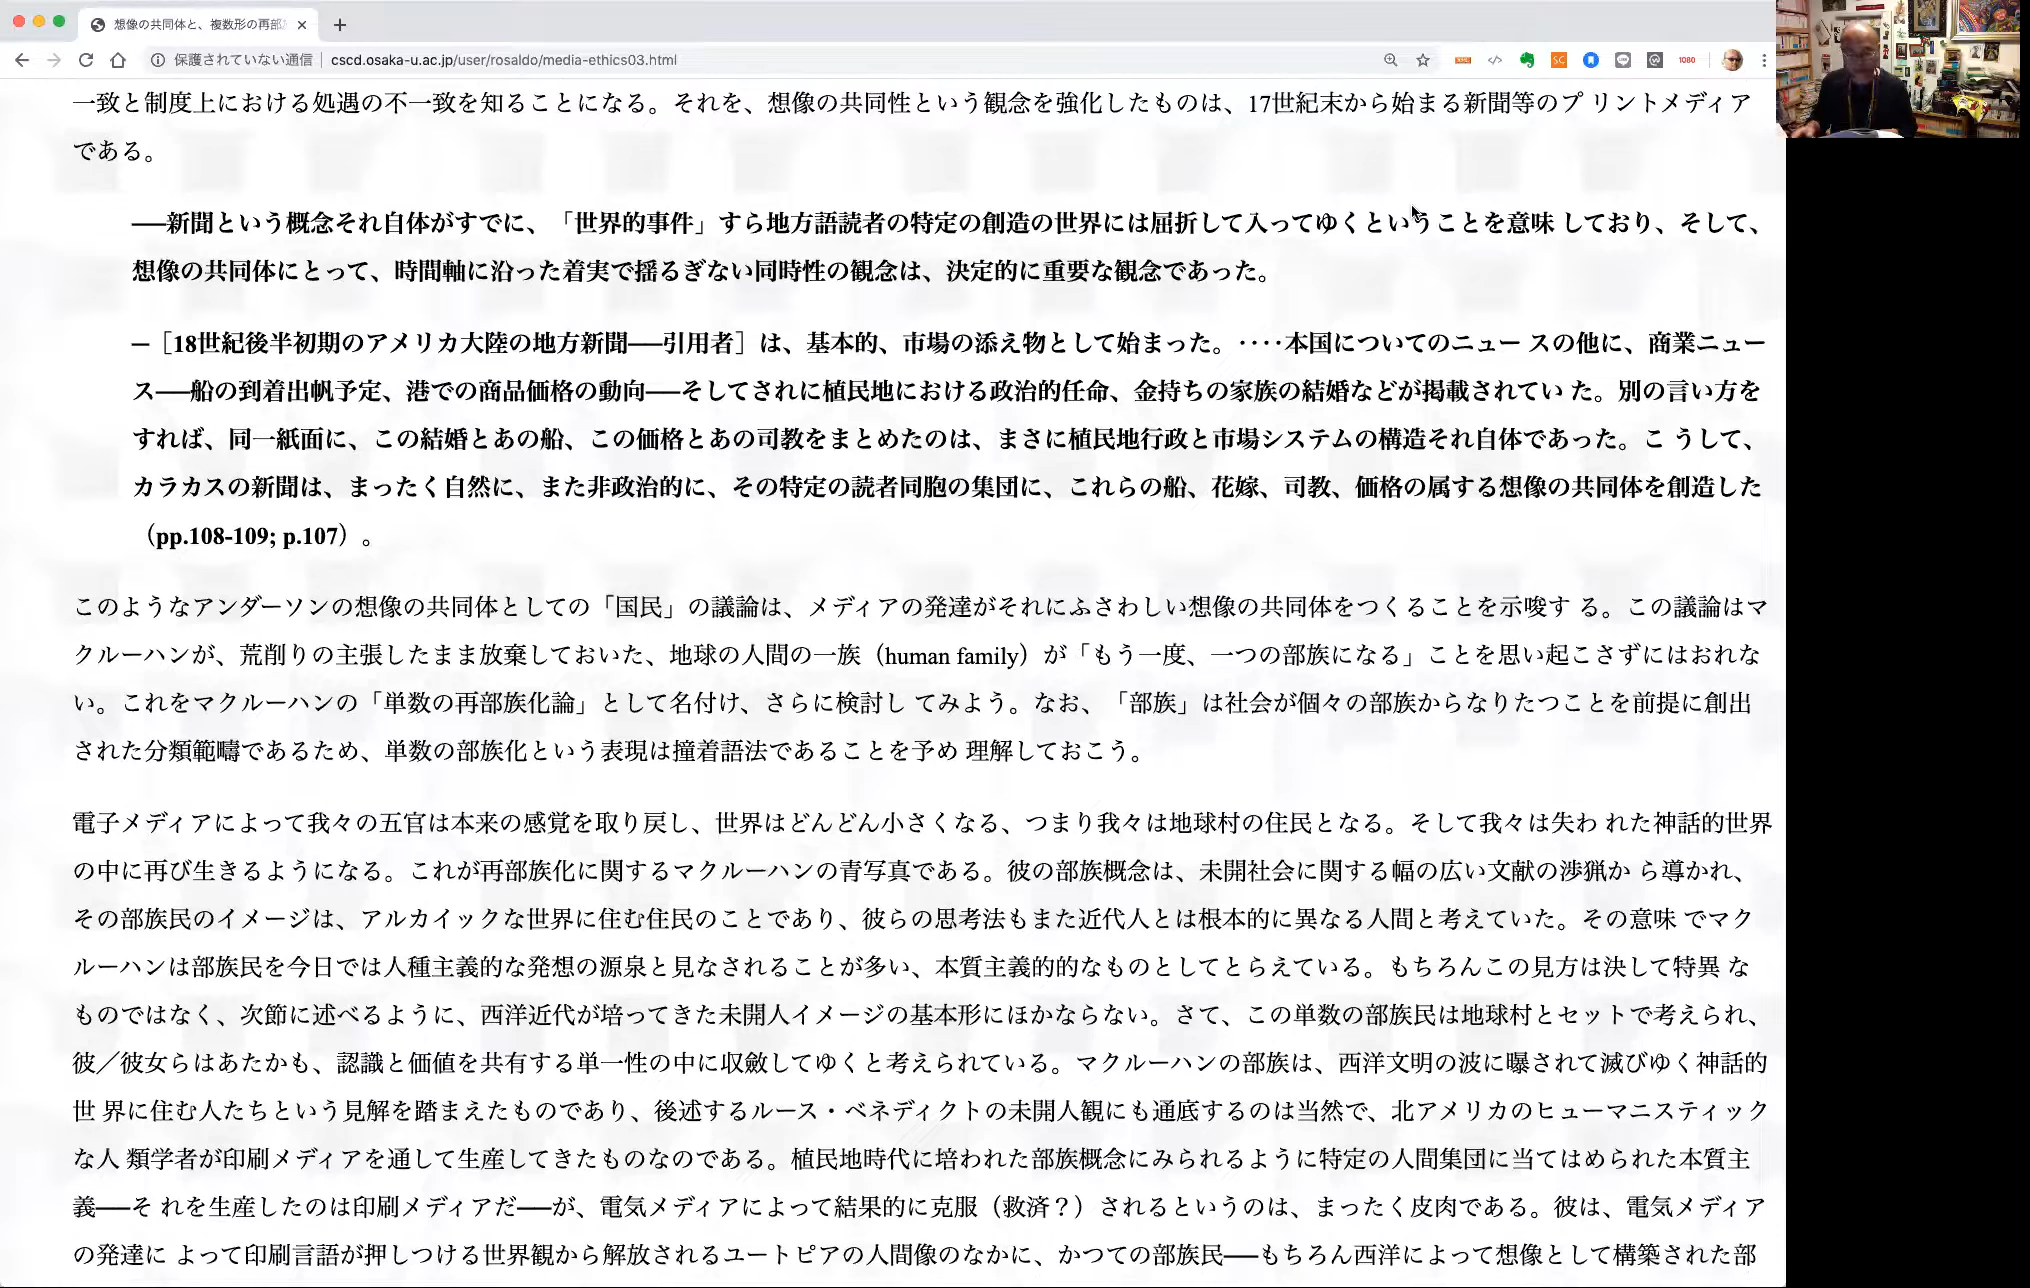 想像の共同体と、複数形の再部
保護されていない通信 | cscd.osaka-u.ac.jp/user/rosaldo/media-ethics03.html
SC
1080
一致と制度上における処遇の不一致を知ることになる。それを、想像の共同性という観念を強化したものは、17世紀末から始まる新聞等のプ リントメディア
である。
──新聞という概念それ自体がすでに、「世界的事件」すら地方語読者の特定の創造の世界には屈折して入ってゆくということを意味 しており、そして、
想像の共同体にとって、時間軸に沿った着実で揺るぎない同時性の観念は、決定的に重要な観念であった。
─［18世紀後半初期のアメリカ大陸の地方新聞──引用者］は、基本的、市場の添え物として始まった。‥‥本国についてのニュー スの他に、商業ニュー
ス──船の到着出帆予定、港での商品価格の動向──そしてされに植民地における政治的任命、金持ちの家族の結婚などが掲載されてい た。別の言い方を
すれば、同一紙面に、この結婚とあの船、この価格とあの司教をまとめたのは、まさに植民地行政と市場システムの構造それ自体であった。こ うして、
カラカスの新聞は、まったく自然に、また非政治的に、その特定の読者同胞の集団に、これらの船、花嫁、司教、価格の属する想像の共同体を創造した
（pp.108-109; p.107）。
このようなアンダーソンの想像の共同体としての「国民」の議論は、メディアの発達がそれにふさわしい想像の共同体をつくることを示唆す る。この議論はマ
クルーハンが、荒削りの主張したまま放棄しておいた、地球の人間の一族（human family）が「もう一度、一つの部族になる」ことを思い起こさずにはおれな
い。これをマクルーハンの「単数の再部族化論」として名付け、さらに検討し てみよう。なお、「部族」は社会が個々の部族からなりたつことを前提に創出
された分類範疇であるため、単数の部族化という表現は撞着語法であることを予め 理解しておこう。
電子メディアによって我々の五官は本来の感覚を取り戻し、世界はどんどん小さくなる、つまり我々は地球村の住民となる。そして我々は失わ れた神話的世界
の中に再び生きるようになる。これが再部族化に関するマクルーハンの青写真である。彼の部族概念は、未開社会に関する幅の広い文献の渉猟か ら導かれ、
その部族民のイメージは、アルカイックな世界に住む住民のことであり、彼らの思考法もまた近代人とは根本的に異なる人間と考えていた。その意味 でマク
ルーハンは部族民を今日では人種主義的な発想の源泉と見なされることが多い、本質主義的的なものとしてとらえている。もちろんこの見方は決して特異 な
ものではなく、次節に述べるように、西洋近代が培ってきた未開人イメージの基本形にほかならない。さて、この単数の部族民は地球村とセットで考えられ、
彼／彼女らはあたかも、認識と価値を共有する単一性の中に収斂してゆくと考えられている。マクルーハンの部族は、西洋文明の波に曝されて滅びゆく神話的
世 界に住む人たちという見解を踏まえたものであり、後述するルース・ベネディクトの未開人観にも通底するのは当然で、北アメリカのヒューマニスティック
な人 類学者が印刷メディアを通して生産してきたものなのである。植民地時代に培われた部族概念にみられるように特定の人間集団に当てはめられた本質主
義──そ れを生産したのは印刷メディアだ──が、電気メディアによって結果的に克服（救済？）されるというのは、まったく皮肉である。彼は、電気メディア
の発達に よって印刷言語が押しつける世界観から解放されるユートピアの人間像のなかに、かつての部族民──もちろん西洋によって想像として構築された部